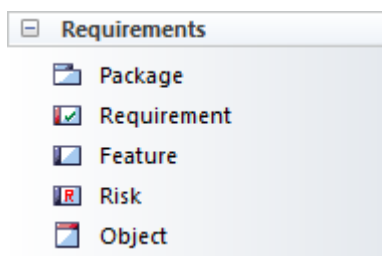 Requirements
Package
Requirement
Feature
R Risk
Object